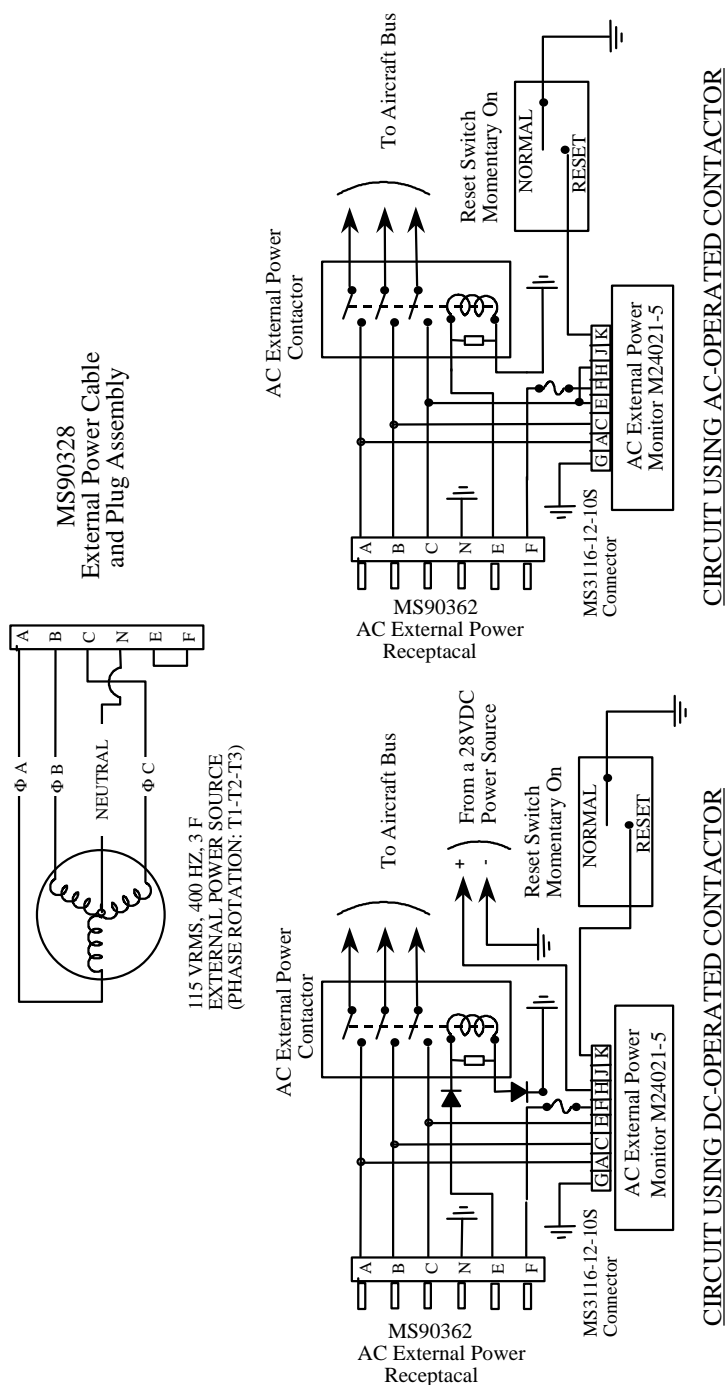 MS90328
External Power Cable
and Plug Assembly
Φ A
Φ B
NEUTRAL
Φ C
A
B
C
N
E
F
115 VRMS, 400 HZ, 3 F
EXTERNAL POWER SOURCE
(PHASE ROTATION: T1-T2-T3)
AC External Power
Contactor
To Aircraft Bus
From a 28VDC
Power Source
+
-
Reset Switch
Momentary On
NORMAL
RESET
A
B
C
N
E
F
MS90362
AC External Power
Receptacal
MS3116-12-10S
Connector
G A C E F H J K
AC External Power
Monitor M24021-5
CIRCUIT USING DC-OPERATED CONTACTOR
AC External Power
Contactor
To Aircraft Bus
Reset Switch
Momentary On
NORMAL
RESET
A
B
C
N
E
F
MS90362
AC External Power
Receptacal
MS3116-12-10S
Connector
G A C E F H J K
AC External Power
Monitor M24021-5
CIRCUIT USING AC-OPERATED CONTACTOR